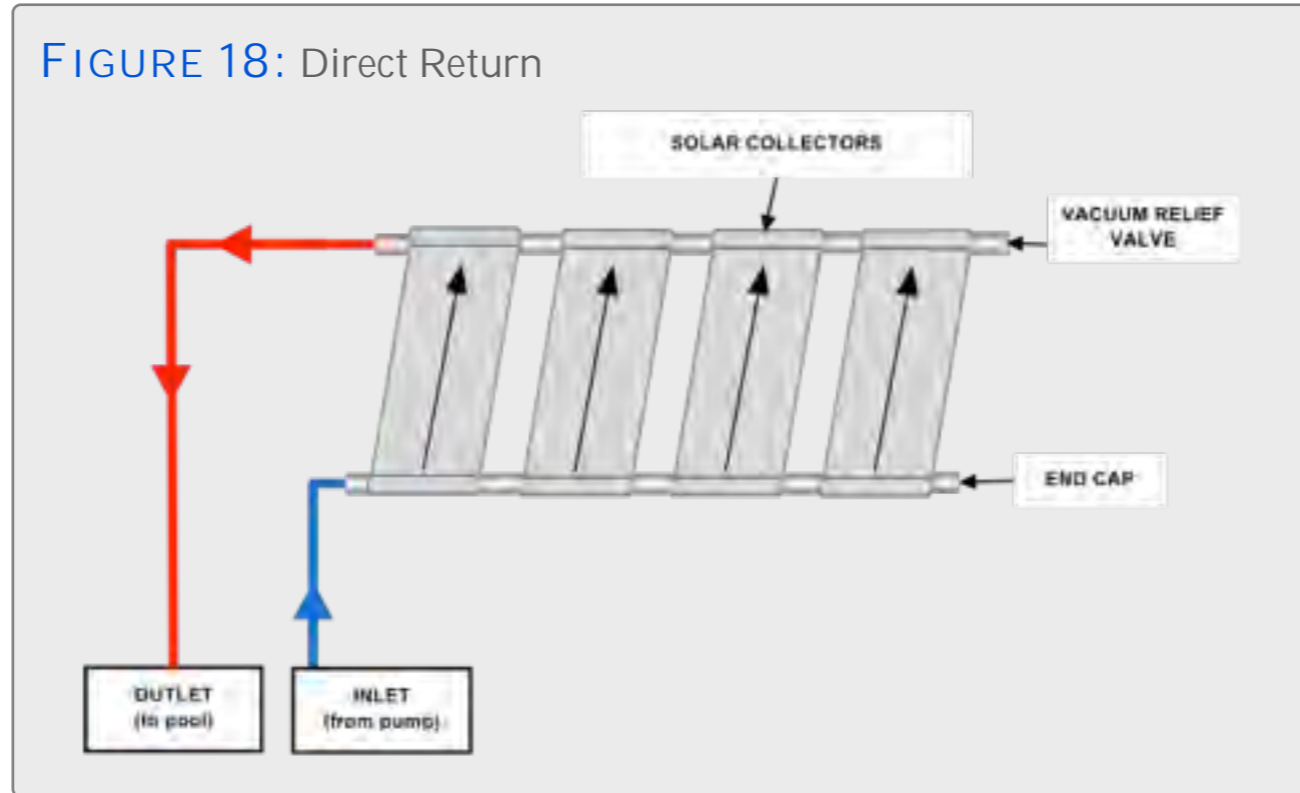 FIGURE 18: Direct Return
SOLAR COLLECTORS
VACUUM RELIEF
VALVE
END CAP
OUTLET
(to pool)
INLET
(from pump)